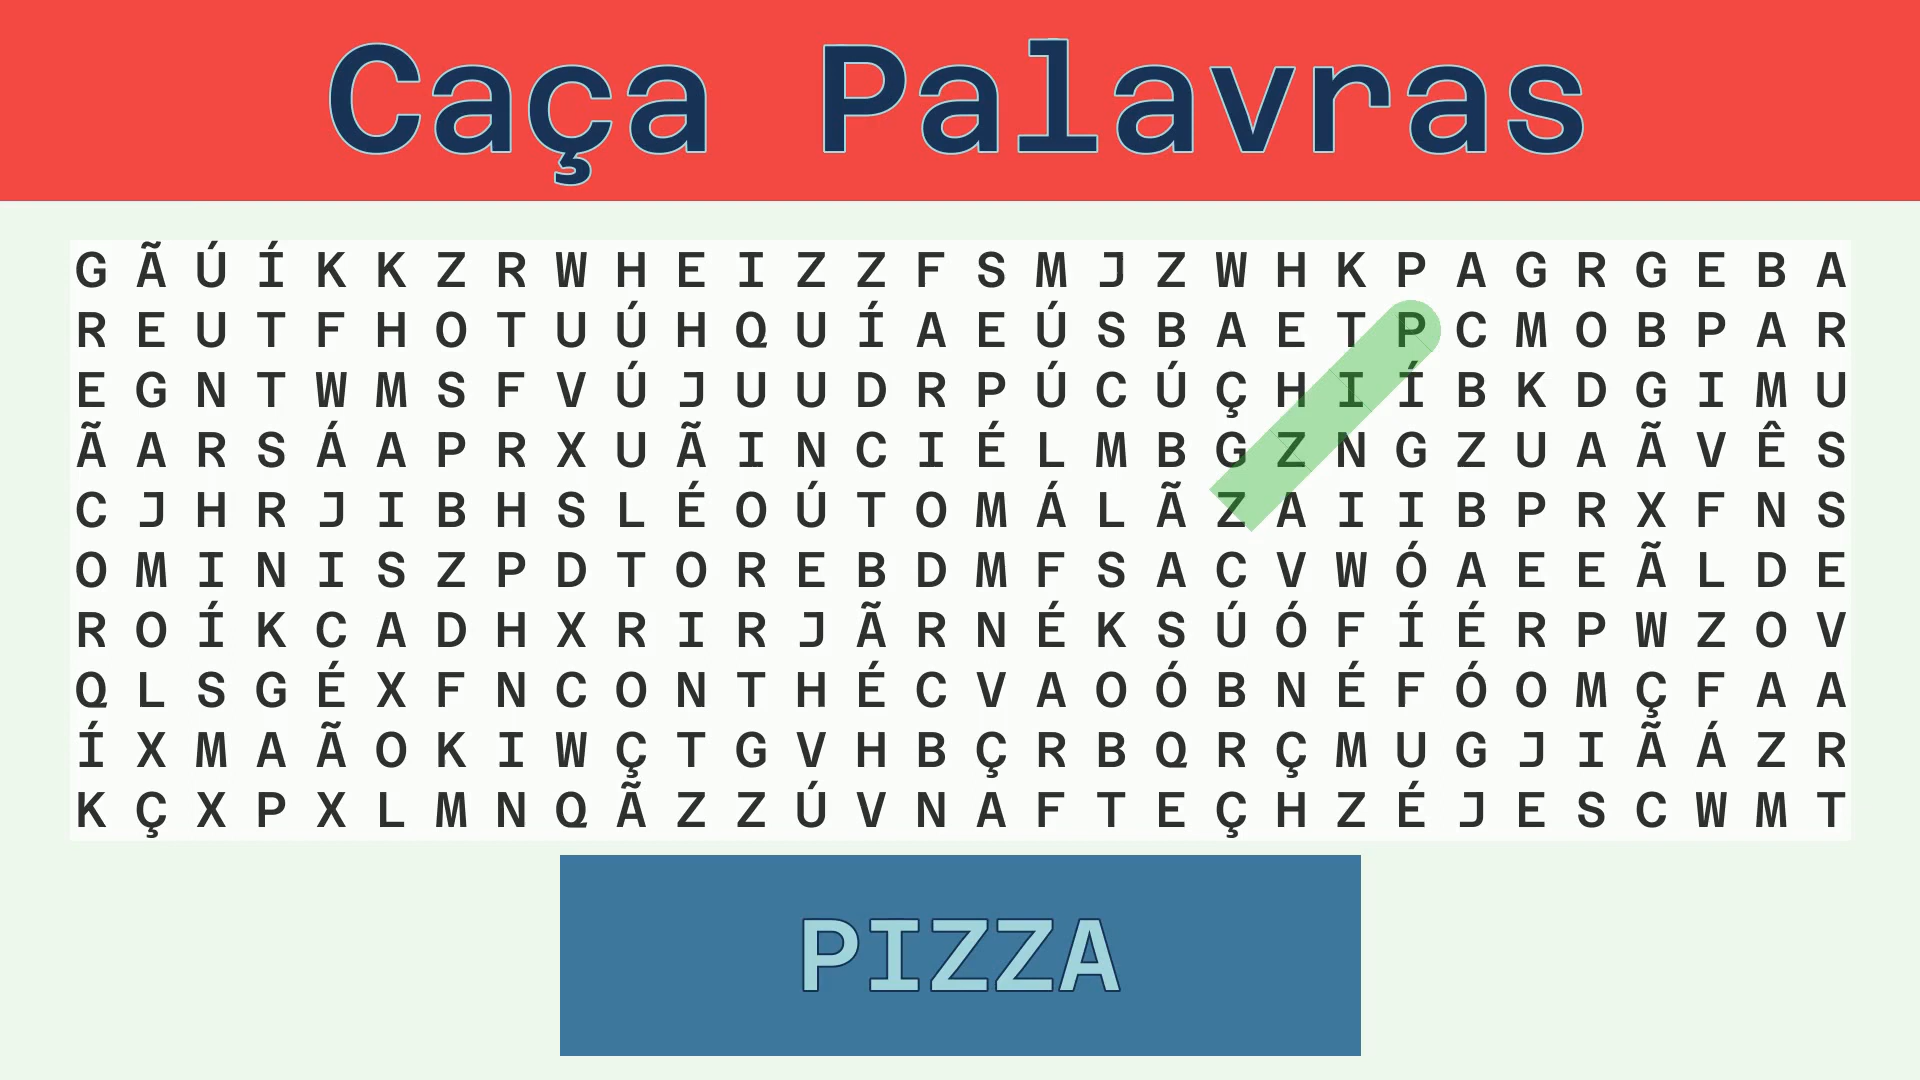 Caça Palavras
G Ã Ú Í K K Z R W H E I Z Z F S M J Z W H K P A G R G E B A
R E U T F H O T U Ú H Q U Í A E Ú S B A E T P C M O B P A R
E G N T W M S F V Ú J U U D R P Ú C Ú Ç H I Í B K D G I M U
Ã A R S Á A P R X U Ã I N C I É L M B G Z N G Z U A Ã V Ê S
C J H R J I B H S L É O Ú T O M Á L Ã Z A I I B P R X F N S
O M I N I S Z P D T O R E B D M F S A C V W Ó A E E Ã L D E
R O Í K C A D H X R I R J Ã R N É K S Ú Ó F Í É R P W Z O V
Q L S G É X F N C O N T H É C V A O Ó B N É F Ó O M Ç F A A
Í X M A Ã O K I W Ç T G V H B Ç R B Q R Ç M U G J I Ã Á Z R
K Ç X P X L M N Q Ã Z Z Ú V N A F T E Ç H Z É J E S C W M T
PIZZA